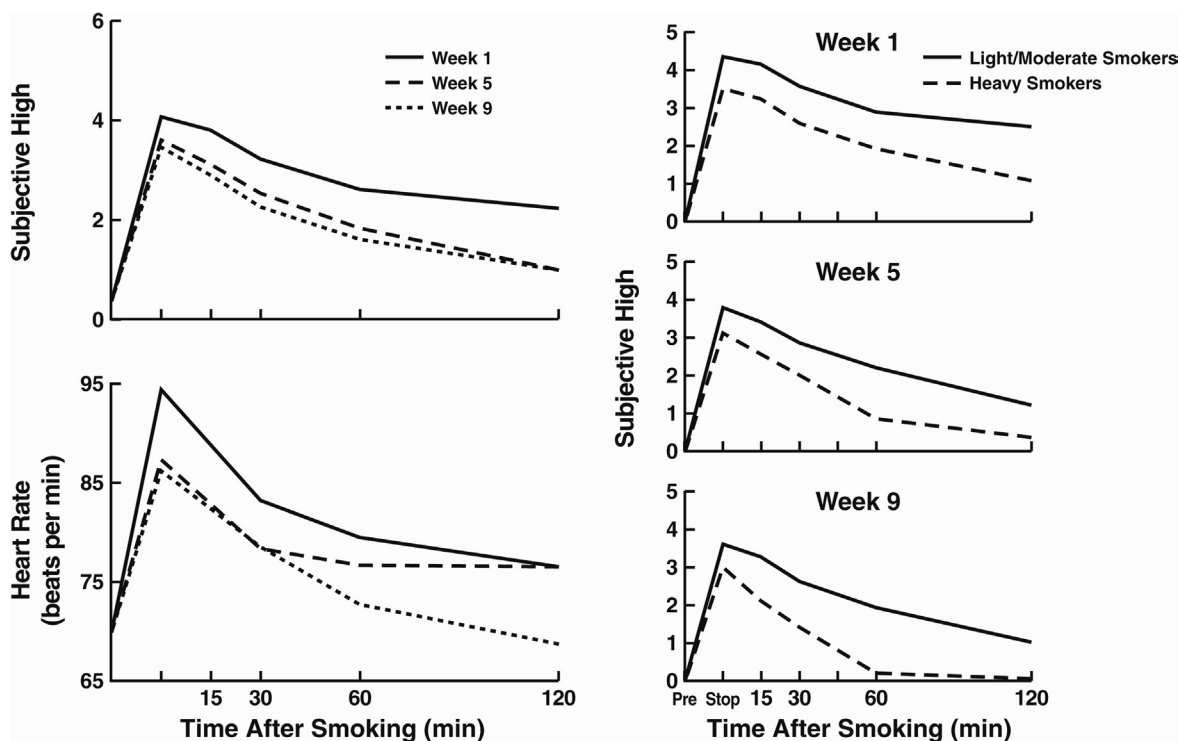 Subjective High
6
4
2
0
Week 1
Week 5
Week 9
Heart Rate
(beats per min)
95
85
75
65
15 30 60 120
Time After Smoking (min)
Subjective High
Week 1
Light/Moderate Smokers
Heavy Smokers
5
4
3
2
1
0
Week 5
5
4
3
2
1
0
Week 9
5
4
3
2
1
0
Pre Stop 15 30 60 120
Time After Smoking (min)